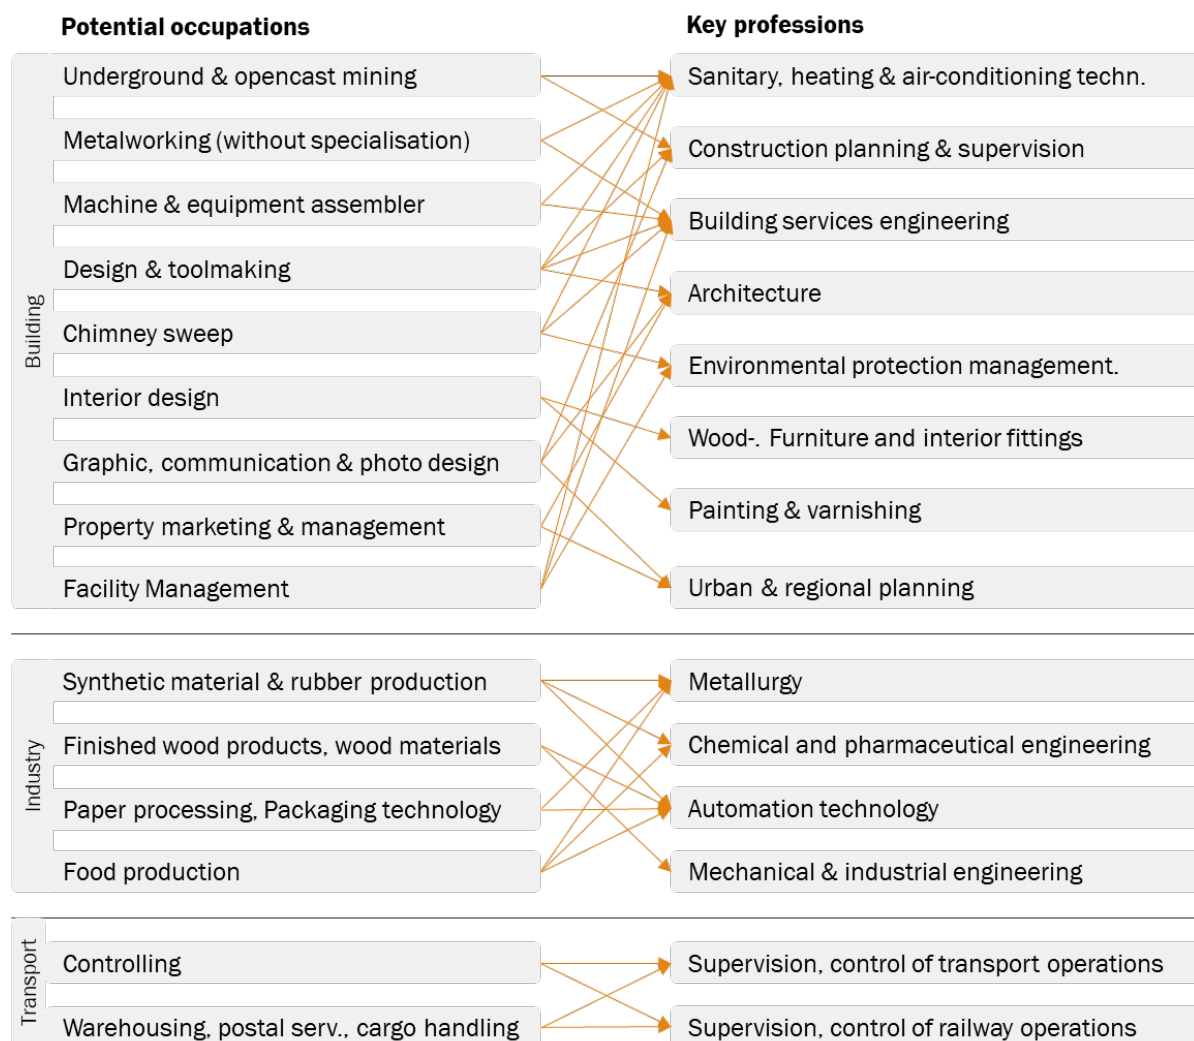 Potential occupations
Key professions
Building
Underground & opencast mining
Sanitary, heating & air-conditioning techn.
Metalworking (without specialisation)
Construction planning & supervision
Machine & equipment assembler
Building services engineering
Design & toolmaking
Architecture
Chimney sweep
Environmental protection management.
Interior design
Wood-. Furniture and interior fittings
Graphic, communication & photo design
Painting & varnishing
Property marketing & management
Facility Management
Urban & regional planning
Industry
Synthetic material & rubber production
Metallurgy
Finished wood products, wood materials
Chemical and pharmaceutical engineering
Paper processing, Packaging technology
Automation technology
Food production
Mechanical & industrial engineering
Transport
Controlling
Supervision, control of transport operations
Warehousing, postal serv., cargo handling
Supervision, control of railway operations